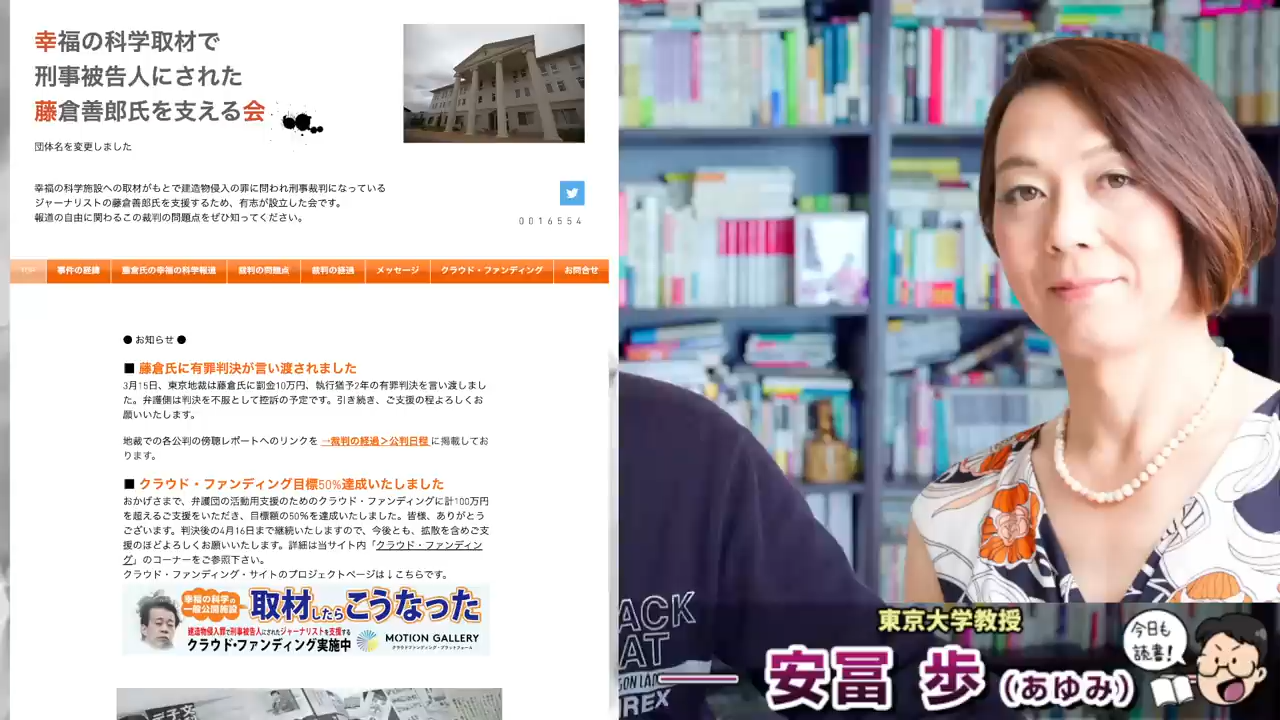 幸福の科学取材で
刑事被告人にされた
藤倉善郎氏を支える会
団体名を変更しました
幸福の科学施設への取材がもとで建造物侵入の罪に問われ刑事裁判になっている
ジャーナリストの藤倉善郎氏を支援するため、有志が設立した会です。
報道の自由に関わるこの裁判の問題点をぜひ知ってください。
0016554
TOP 事件の経緯 藤倉氏の幸福の科学報道 裁判の問題点 裁判の経過 メッセージ クラウド・ファンディング お問合せ
● お知らせ ●
■ 藤倉氏に有罪判決が言い渡されました
3月15日、東京地裁は藤倉氏に罰金10万円、執行猶予2年の有罪判決を言い渡しまし
た。弁護側は判決を不服として控訴の予定です。引き続き、ご支援の程よろしくお
願いいたします。
地裁での各公判の傍聴レポートへのリンクを →裁判の経過＞公判日程 に掲載してお
ります。
■ クラウド・ファンディング目標50%達成いたしました
おかげさまで、弁護団の活動用支援のためのクラウド・ファンディングに計100万円
を超えるご支援をいただき、目標額の50%を達成いたしました。皆様、ありがとう
ございます。判決後の4月16日まで継続いたしますので、今後とも、拡散を含めご支
援のほどよろしくお願いいたします。詳細は当サイト内「クラウド・ファンディン
グ」のコーナーをご参照下さい。
クラウド・ファンディング・サイトのプロジェクトページは↓こちらです。
幸福の科学の
一般公開施設
取材したらこうなった
建造物侵入罪で刑事被告人にされたジャーナリストを支援する
クラウド・ファンディング実施中
MOTION GALLERY
クラウドファンディング・プラットフォーム
東京大学教授
安冨 歩 (あゆみ)
今日も
読書!